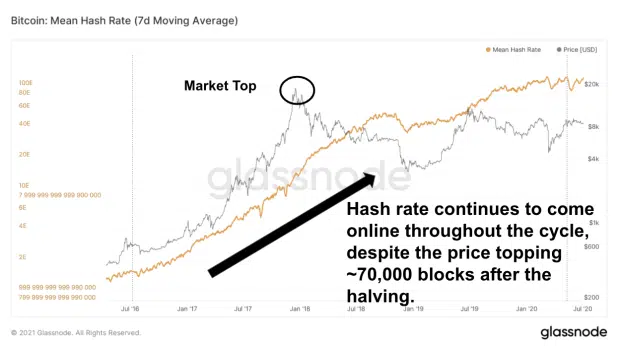 Bitcoin: Mean Hash Rate (7d Moving Average)
Mean Hash Rate
Price [USD]
Market Top
100E
80E
60E
40E
20E
10E
7 999 999 999 999 990 000
6E
4E
2E
999 999 999 999 990 000
799 999 999 999 990 000
$20k
$8k
$4k
$1k
$600
$200
glassnode
Hash rate continues to come
online throughout the cycle,
despite the price topping
~70,000 blocks after the
halving.
Jul '16
Jan '17
Jul '17
Jan '18
Jul '18
Jan '19
Jul '19
Jan '20
Jul '20
© 2021 Glassnode. All Rights Reserved.
glassnode